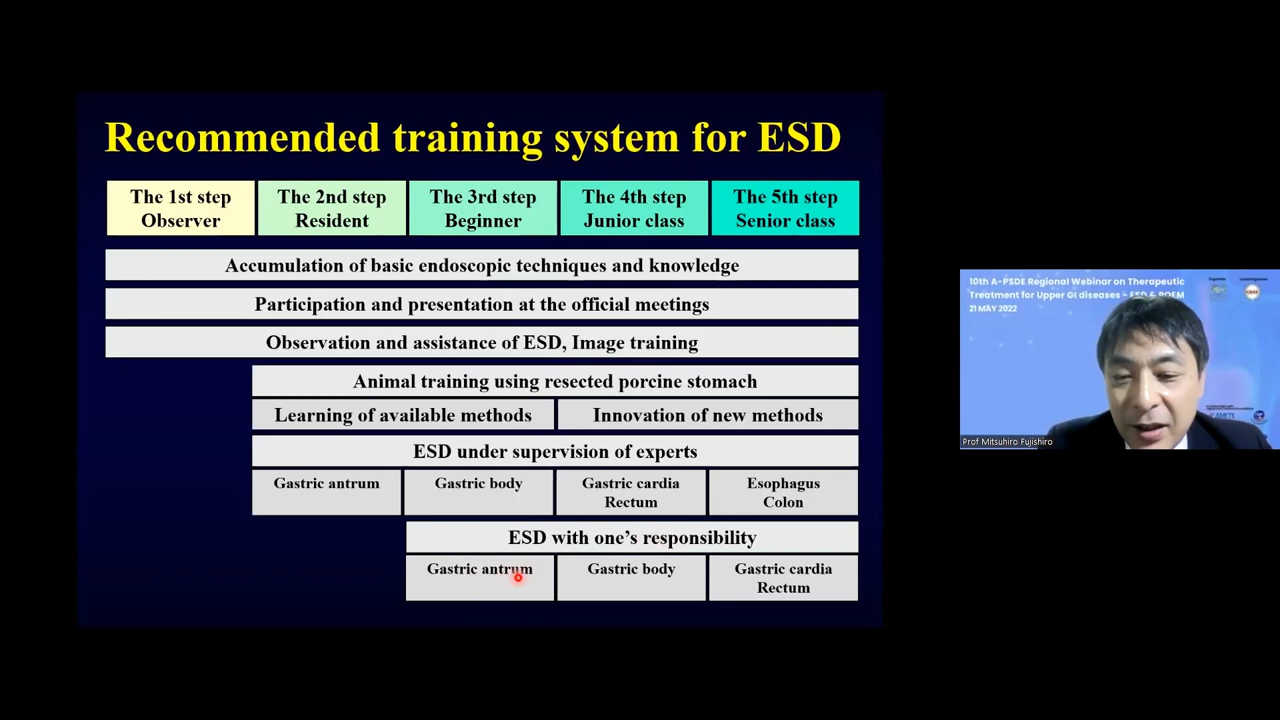 Recommended training system for ESD
The 1st step
Observer
The 2nd step
Resident
The 3rd step
Beginner
The 4th step
Junior class
The 5th step
Senior class
Accumulation of basic endoscopic techniques and knowledge
Participation and presentation at the official meetings
Observation and assistance of ESD, Image training
Animal training using resected porcine stomach
Learning of available methods
Innovation of new methods
ESD under supervision of experts
Gastric antrum
Gastric body
Gastric cardia
Rectum
Esophagus
Colon
ESD with one’s responsibility
Gastric antrum
Gastric body
Gastric cardia
Rectum
10th A-PSDE Regional Webinar on Therapeutic
Treatment for Upper GI diseases - ESD & POEM
21 MAY 2022
Prof Mitsuhiro Fujishiro